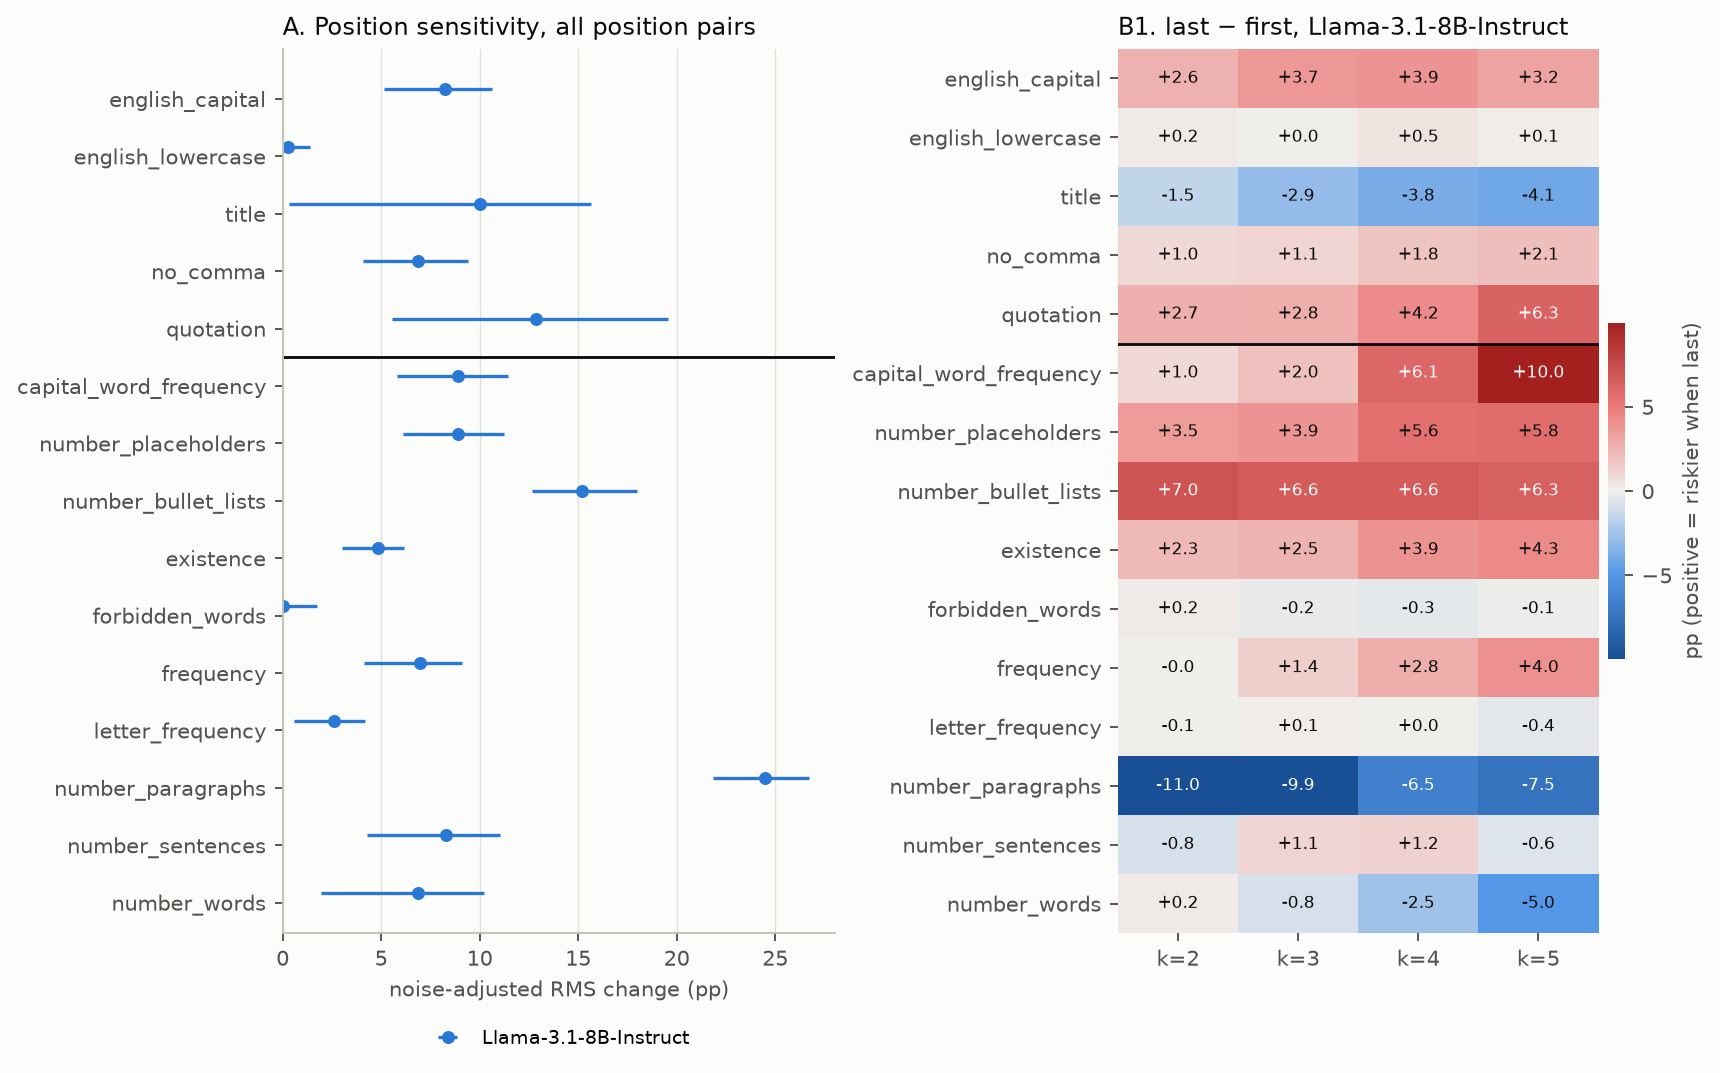 A. Position sensitivity, all position pairs
english_capital
english_lowercase
title
no_comma
quotation
capital_word_frequency
number_placeholders
number_bullet_lists
existence
forbidden_words
frequency
letter_frequency
number_paragraphs
number_sentences
number_words
0 5 10 15 20 25
noise-adjusted RMS change (pp)
Llama-3.1-8B-Instruct
B1. last − first, Llama-3.1-8B-Instruct
english_capital +2.6 +3.7 +3.9 +3.2
english_lowercase +0.2 +0.0 +0.5 +0.1
title -1.5 -2.9 -3.8 -4.1
no_comma +1.0 +1.1 +1.8 +2.1
quotation +2.7 +2.8 +4.2 +6.3
capital_word_frequency +1.0 +2.0 +6.1 +10.0
number_placeholders +3.5 +3.9 +5.6 +5.8
number_bullet_lists +7.0 +6.6 +6.6 +6.3
existence +2.3 +2.5 +3.9 +4.3
forbidden_words +0.2 -0.2 -0.3 -0.1
frequency -0.0 +1.4 +2.8 +4.0
letter_frequency -0.1 +0.1 +0.0 -0.4
number_paragraphs -11.0 -9.9 -6.5 -7.5
number_sentences -0.8 +1.1 +1.2 -0.6
number_words +0.2 -0.8 -2.5 -5.0
k=2 k=3 k=4 k=5
5
0
−5
pp (positive = riskier when last)